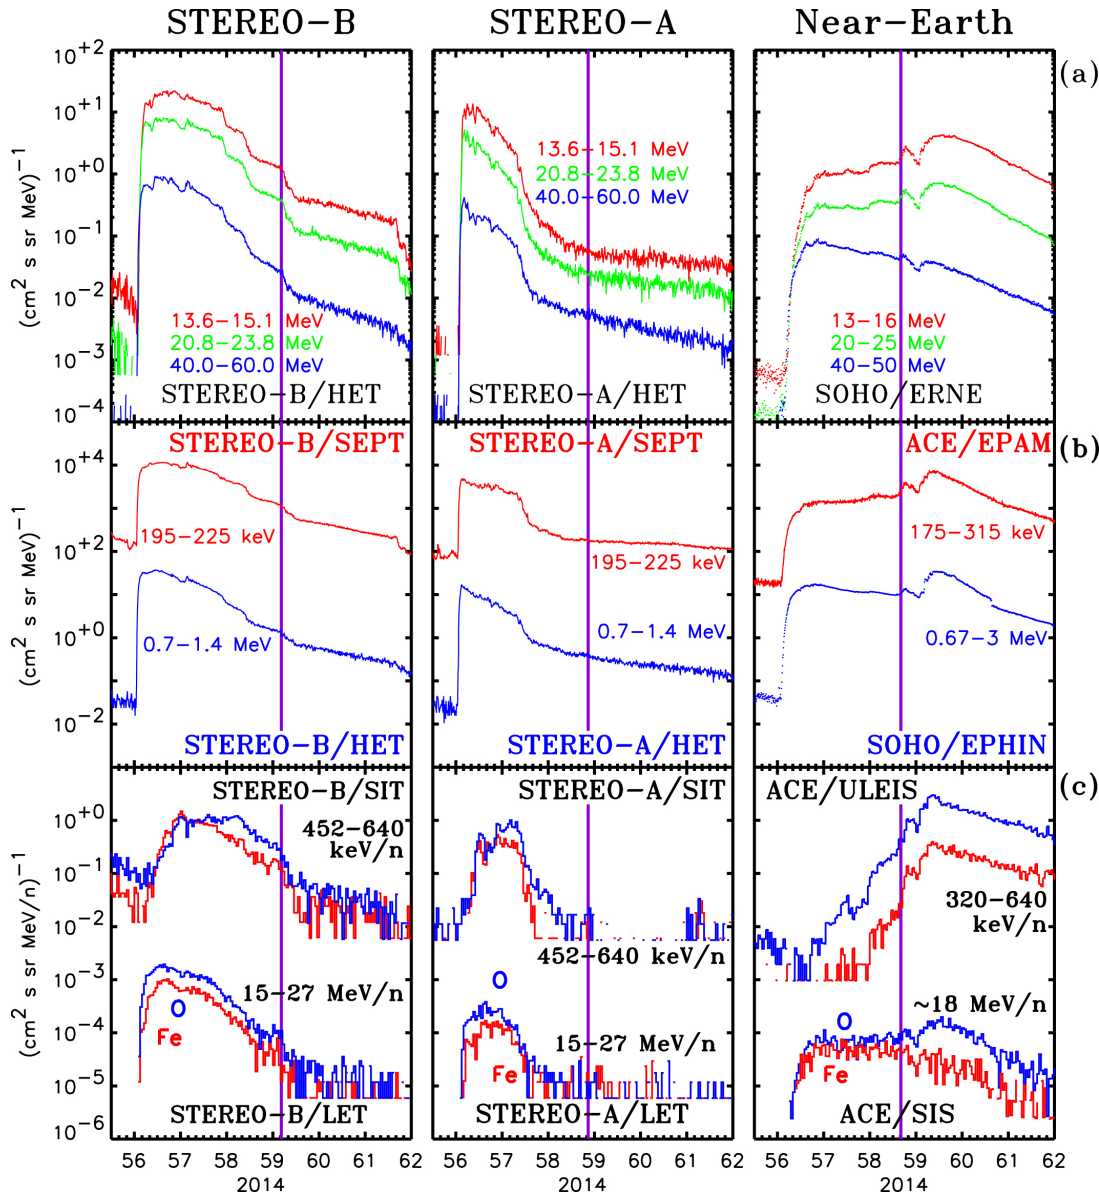 STEREO-B STEREO-A Near-Earth
(a)
10+2
10+1
10+0
10-1
10-2
10-3
10-4
(cm2 s sr MeV)-1
13.6-15.1 MeV
20.8-23.8 MeV
40.0-60.0 MeV
STEREO-B/HET
13.6-15.1 MeV
20.8-23.8 MeV
40.0-60.0 MeV
STEREO-A/HET
13-16 MeV
20-25 MeV
40-50 MeV
SOHO/ERNE
(b)
10+4
10+2
10+0
10-2
(cm2 s sr MeV)-1
STEREO-B/SEPT
195-225 keV
0.7-1.4 MeV
STEREO-B/HET
STEREO-A/SEPT
195-225 keV
0.7-1.4 MeV
STEREO-A/HET
ACE/EPAM
175-315 keV
0.67-3 MeV
SOHO/EPHIN
(c)
10+0
10-1
10-2
10-3
10-4
10-5
10-6
(cm2 s sr MeV/n)-1
STEREO-B/SIT
452-640
keV/n
15-27 MeV/n
O
Fe
STEREO-B/LET
STEREO-A/SIT
452-640 keV/n
O
15-27 MeV/n
Fe
STEREO-A/LET
ACE/ULEIS
320-640
keV/n
~18 MeV/n
O
Fe
ACE/SIS
56 57 58 59 60 61 62
2014
56 58 59 60 61 62
2014
56 57 58 59 60 61 62
2014